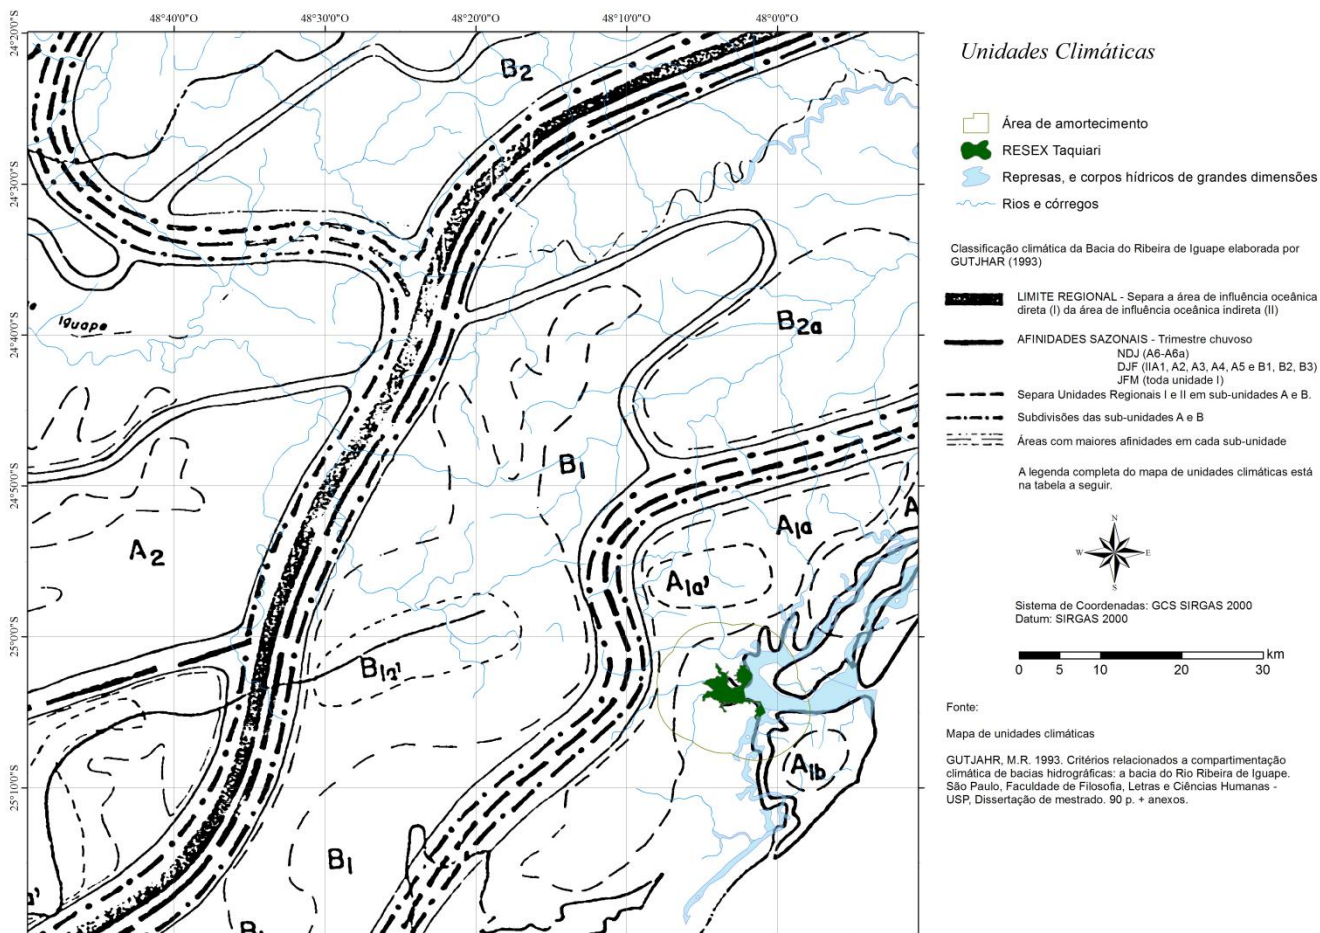 48°40'0"O 48°30'0"O 48°20'0"O 48°10'0"O 48°0'0"O
24°20'0"S
24°30'0"S
24°40'0"S
24°50'0"S
25°0'0"S
25°10'0"S
B2
Iguape
B2a
B1
A2
A1a
A
A1a'
B1a'
A1b
B1
Unidades Climáticas
Área de amortecimento
RESEX Taquiari
Represas, e corpos hídricos de grandes dimensões
Rios e córregos
Classificação climática da Bacia do Ribeira de Iguape elaborada por
GUTJHAR (1993)
LIMITE REGIONAL - Separa a área de influência oceânica
direta (I) da área de influência oceânica indireta (II)
AFINIDADES SAZONAIS - Trimestre chuvoso
NDJ (A6-A6a)
DJF (IIA1, A2, A3, A4, A5 e B1, B2, B3)
JFM (toda unidade I)
Separa Unidades Regionais I e II em sub-unidades A e B.
Subdivisões das sub-unidades A e B
Áreas com maiores afinidades em cada sub-unidade
A legenda completa do mapa de unidades climáticas está
na tabela a seguir.
N
W E
S
Sistema de Coordenadas: GCS SIRGAS 2000
Datum: SIRGAS 2000
km
0 5 10 20 30
Fonte:
Mapa de unidades climáticas
GUTJAHR, M.R. 1993. Critérios relacionados a compartimentação
climática de bacias hidrográficas: a bacia do Rio Ribeira de Iguape.
São Paulo, Faculdade de Filosofia, Letras e Ciências Humanas -
USP, Dissertação de mestrado. 90 p. + anexos.